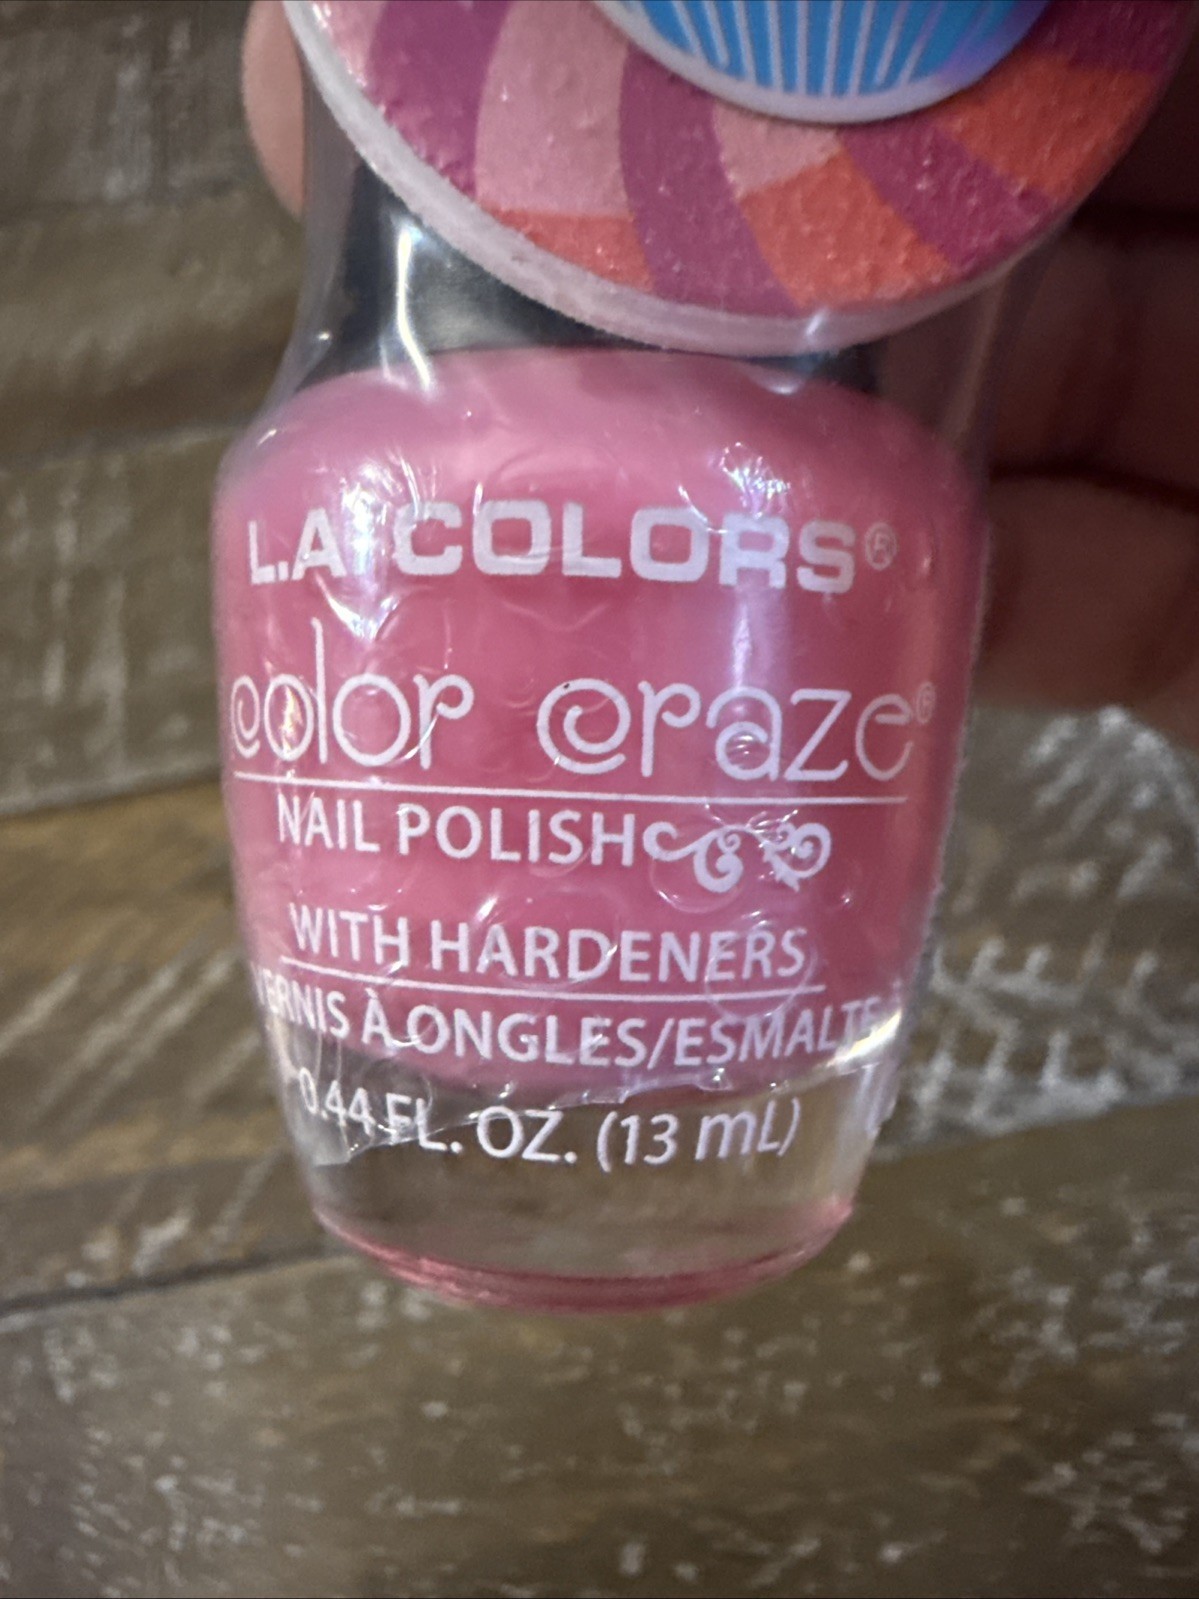 L.A. COLORS®
color craze®
NAIL POLISH
WITH HARDENERS
VERNIS À ONGLES/ESMALTE
0.44 FL. OZ. (13 mL)